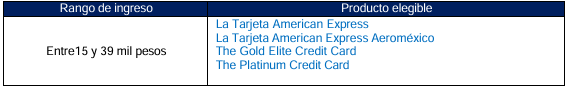 Rango de ingreso
Producto elegible
Entre15 y 39 mil pesos
La Tarjeta American Express
La Tarjeta American Express Aeroméxico
The Gold Elite Credit Card
The Platinum Credit Card